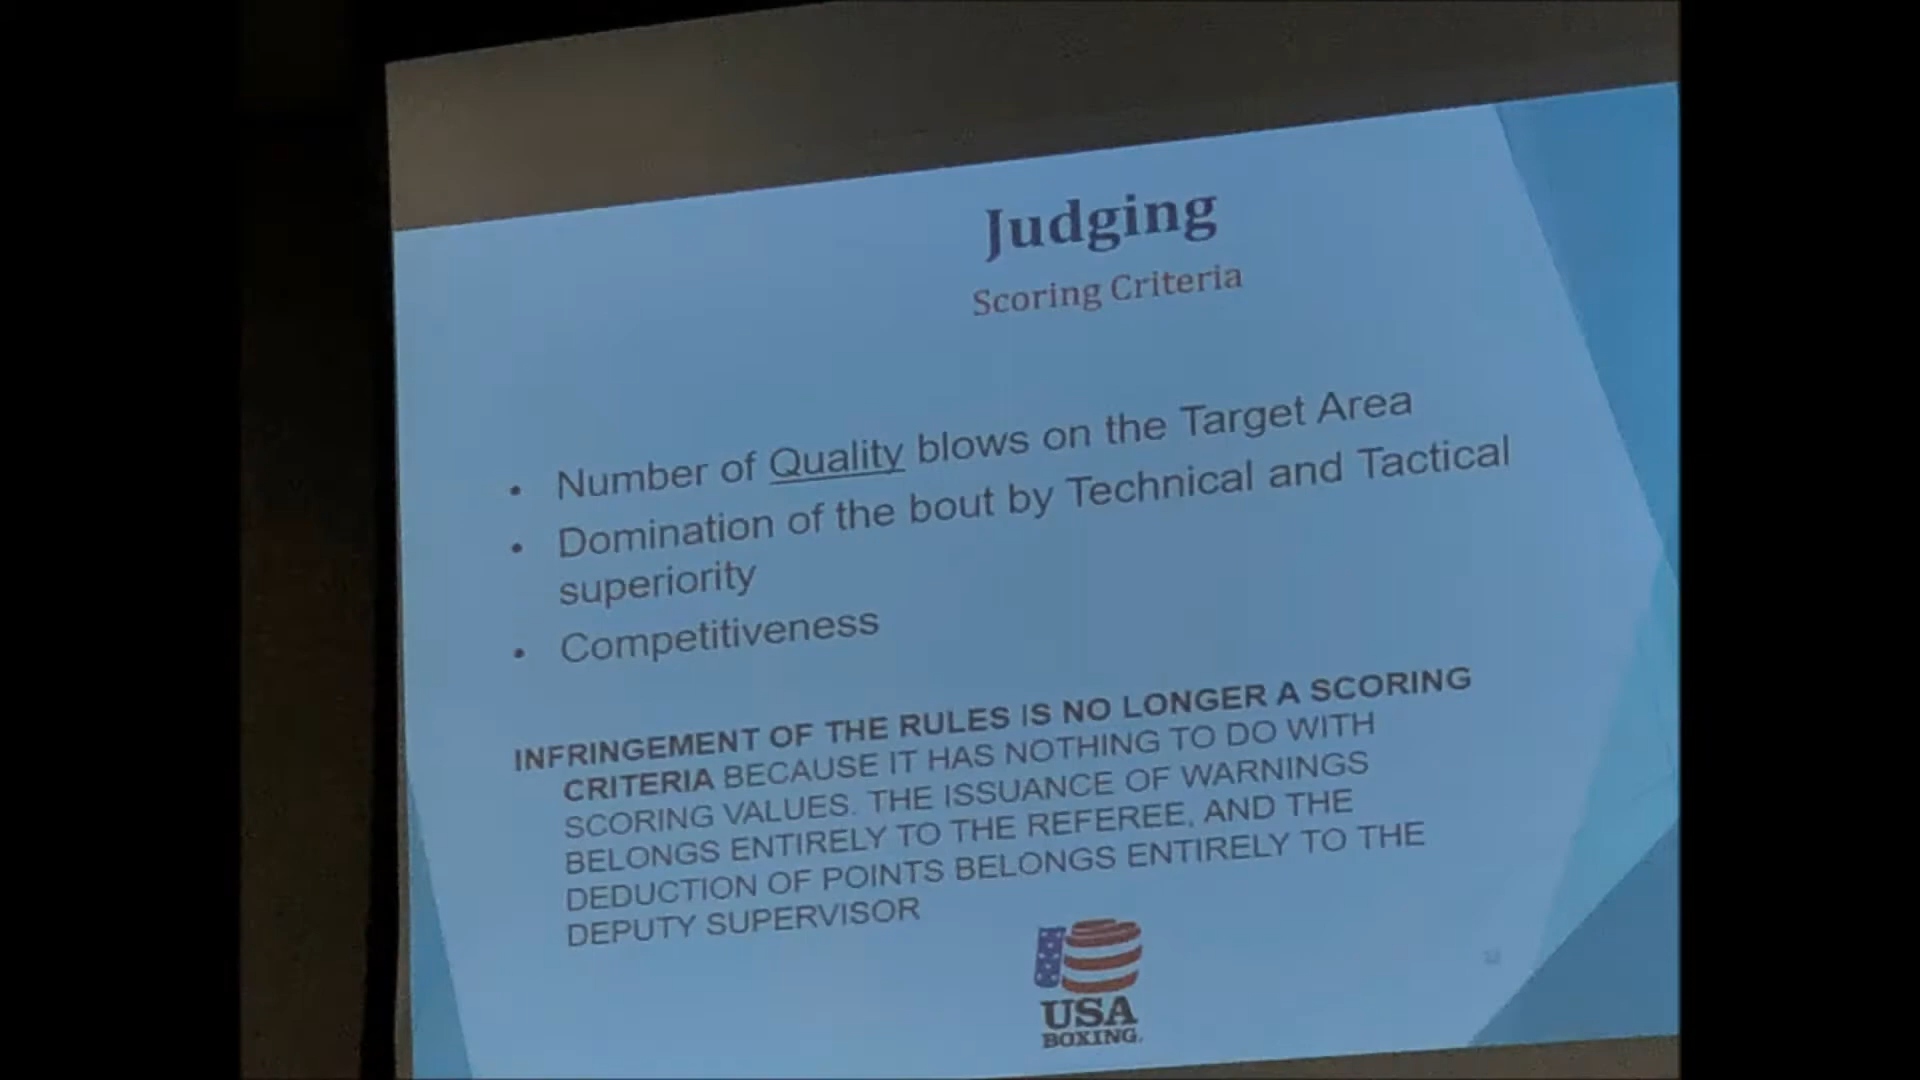 Judging
Scoring Criteria
• Number of Quality blows on the Target Area
• Domination of the bout by Technical and Tactical
superiority
• Competitiveness
INFRINGEMENT OF THE RULES IS NO LONGER A SCORING
CRITERIA BECAUSE IT HAS NOTHING TO DO WITH
SCORING VALUES. THE ISSUANCE OF WARNINGS
BELONGS ENTIRELY TO THE REFEREE, AND THE
DEDUCTION OF POINTS BELONGS ENTIRELY TO THE
DEPUTY SUPERVISOR
USA
BOXING.